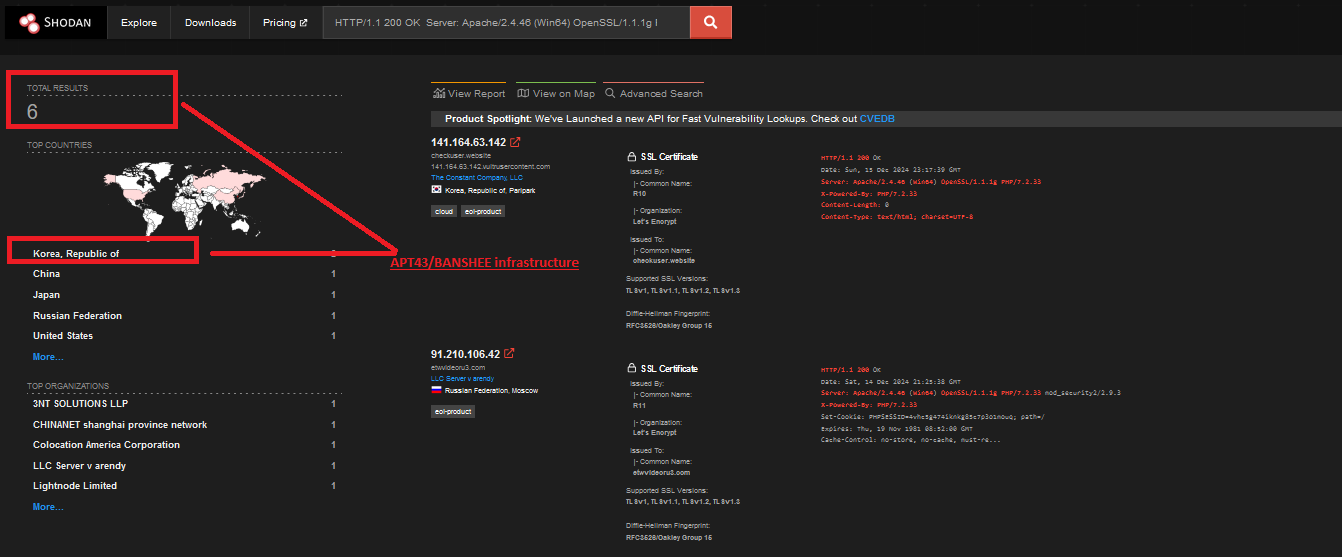 SHODAN Explore Downloads Pricing HTTP/1.1 200 OK Server: Apache/2.4.46 (Win64) OpenSSL/1.1.1g
TOTAL RESULTS
6
TOP COUNTRIES
Korea, Republic of
China 1
Japan 1
Russian Federation 1
United States 1
More...
TOP ORGANIZATIONS
3NT SOLUTIONS LLP 1
CHINANET shanghai province network 1
Colocation America Corporation 1
LLC Server v arendy 1
Lightnode Limited 1
More...
APT43/BANSHEE infrastructure
View Report View on Map Advanced Search
Product Spotlight: We've Launched a new API for Fast Vulnerability Lookups. Check out CVEDB
141.164.63.142
checkuser.website
141.164.63.142.vultrusercontent.com
The Constant Company, LLC
Korea, Republic of, Paripark
cloud eol-product
SSL Certificate
Issued By:
|- Common Name:
R10
|- Organization:
Let's Encrypt
Issued To:
|- Common Name:
checkuser.website
Supported SSL Versions:
TLSv1, TLSv1.1, TLSv1.2, TLSv1.3
Diffie-Hellman Fingerprint:
RFC3526/Oakley Group 15
HTTP/1.1 200 OK
Date: Sun, 15 Dec 2024 23:17:39 GMT
Server: Apache/2.4.46 (Win64) OpenSSL/1.1.1g PHP/7.2.33
X-Powered-By: PHP/7.2.33
Content-Length: 0
Content-Type: text/html; charset=UTF-8
91.210.106.42
etwvideoru3.com
LLC Server v arendy
Russian Federation, Moscow
eol-product
SSL Certificate
Issued By:
|- Common Name:
R11
|- Organization:
Let's Encrypt
Issued To:
|- Common Name:
etwvideoru3.com
Supported SSL Versions:
TLSv1, TLSv1.1, TLSv1.2, TLSv1.3
Diffie-Hellman Fingerprint:
RFC3526/Oakley Group 15
HTTP/1.1 200 OK
Date: Sat, 14 Dec 2024 21:25:38 GMT
Server: Apache/2.4.46 (Win64) OpenSSL/1.1.1g PHP/7.2.33 mod_security2/2.9.3
X-Powered-By: PHP/7.2.33
Set-Cookie: path=/
Expires: Thu, 19 Nov 1981 08:52:00 GMT
Cache-Control: no-store, no-cache, must-re...